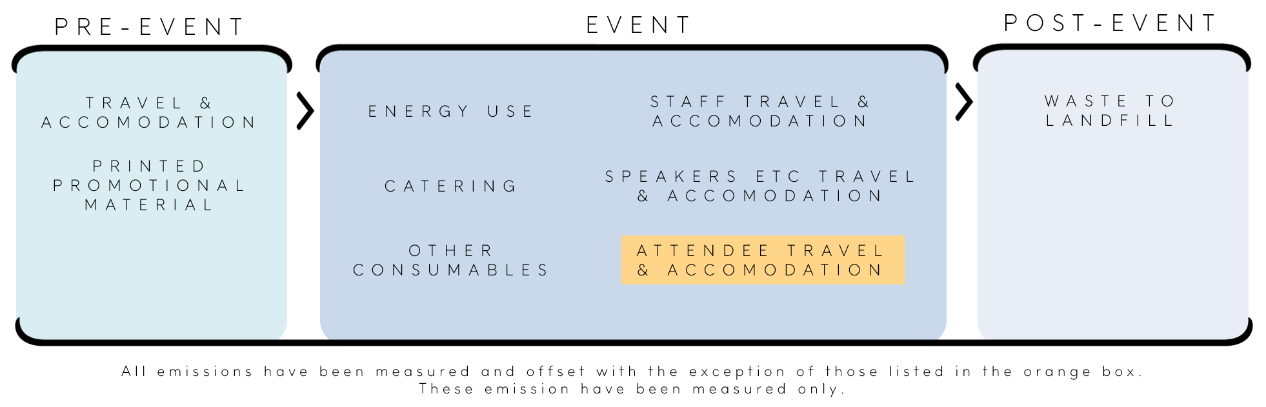 PRE-EVENT
TRAVEL &
ACCOMODATION
PRINTED
PROMOTIONAL
MATERIAL
EVENT
ENERGY USE
CATERING
OTHER
CONSUMABLES
STAFF TRAVEL &
ACCOMODATION
SPEAKERS ETC TRAVEL
& ACCOMODATION
ATTENDEE TRAVEL
& ACCOMODATION
POST-EVENT
WASTE TO
LANDFILL
All emissions have been measured and offset with the exception of those listed in the orange box.
These emission have been measured only.